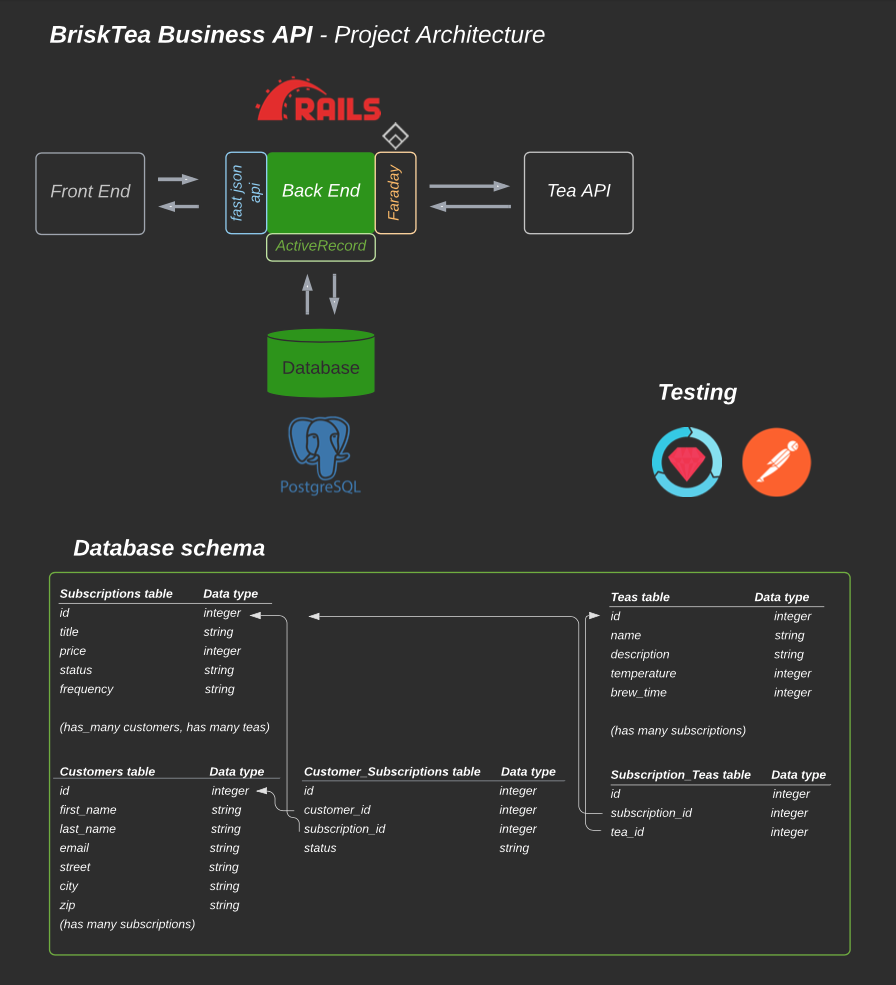 BriskTea Business API - Project Architecture
RAILS
Front End
fast json
api
Back End
Faraday
Tea API
ActiveRecord
Database
PostgreSQL
Testing
Database schema
Subscriptions table Data type
id integer
title string
price integer
status string
frequency string
(has_many customers, has many teas)
Teas table Data type
id integer
name string
description string
temperature integer
brew_time integer
(has many subscriptions)
Customers table Data type
id integer
first_name string
last_name string
email string
street string
city string
zip string
(has many subscriptions)
Customer_Subscriptions table Data type
id integer
customer_id integer
subscription_id integer
status string
Subscription_Teas table Data type
id integer
subscription_id integer
tea_id integer